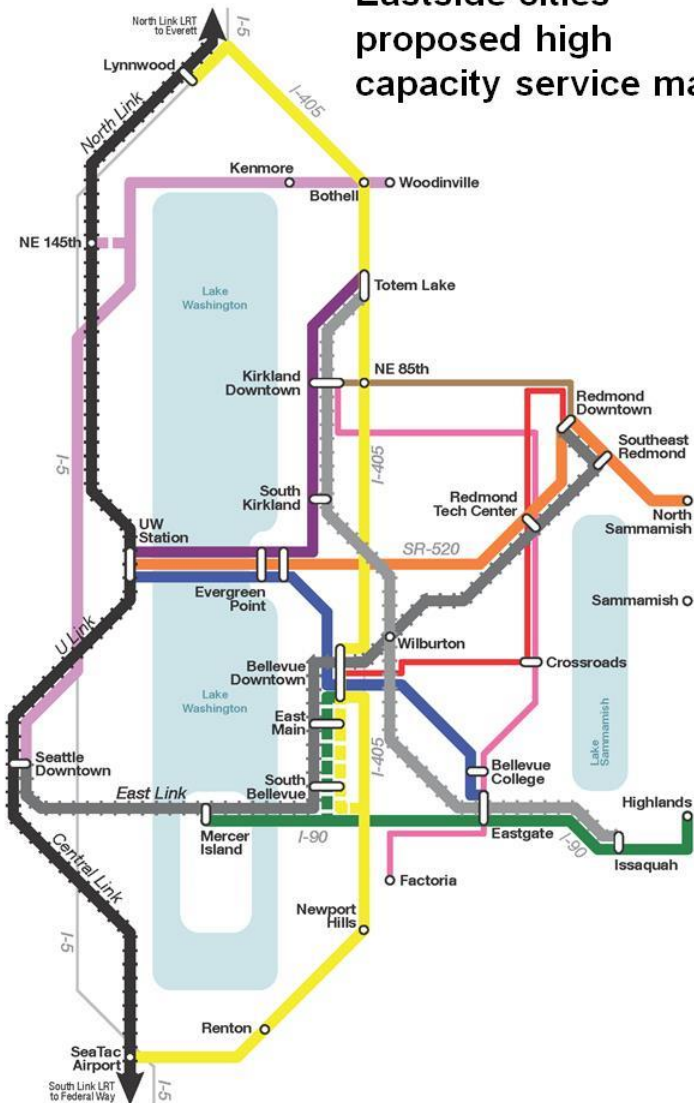 proposed high
capacity service ma
North Link LRT
to Everett
I-5
Lynnwood
I-405
North Link
Kenmore
Bothell
Woodinville
NE 145th
Lake
Washington
Totem Lake
Kirkland
Downtown
NE 85th
Redmond
Downtown
Southeast
Redmond
I-5
I-405
South
Kirkland
Redmond
Tech Center
North
Sammamish
UW
Station
SR-520
Evergreen
Point
Sammamish
U Link
Wilburton
Bellevue
Downtown
Crossroads
Lake
Washington
East
Main
Lake
Sammamish
I-405
Seattle
Downtown
Bellevue
College
South
Bellevue
East Link
Highlands
Mercer
Island
I-90
Eastgate
I-90
Issaquah
Central Link
Factoria
Newport
Hills
I-5
Renton
SeaTac
Airport
South Link LRT
to Federal Way
I-5